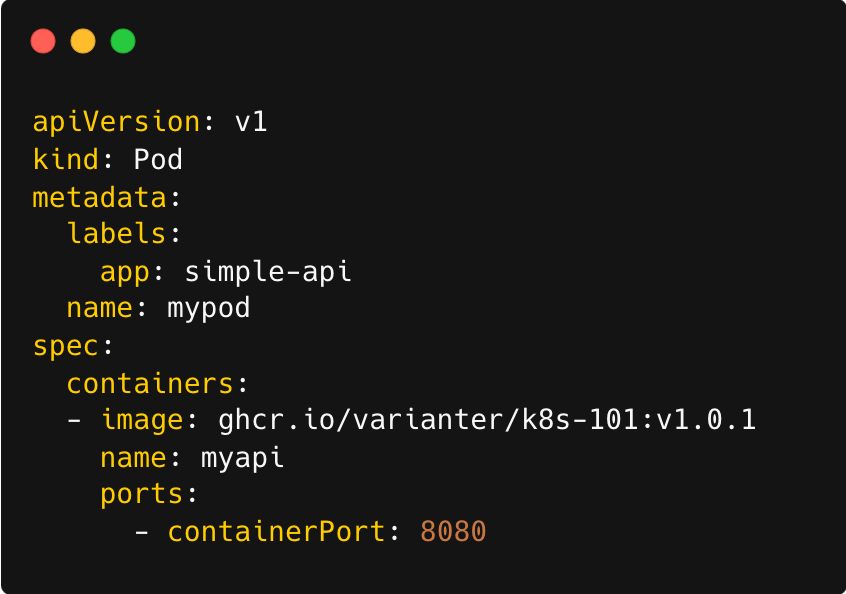 apiVersion: v1
kind: Pod
metadata:
  labels:
    app: simple-api
  name: mypod
spec:
  containers:
  - image: ghcr.io/varianter/k8s-101:v1.0.1
    name: myapi
    ports:
      - containerPort: 8080